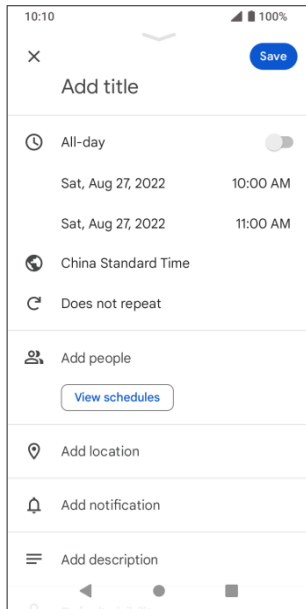 10:10
100%
Save
Add title
All-day
Sat, Aug 27, 2022 10:00 AM
Sat, Aug 27, 2022 11:00 AM
China Standard Time
Does not repeat
Add people
View schedules
Add location
Add notification
Add description